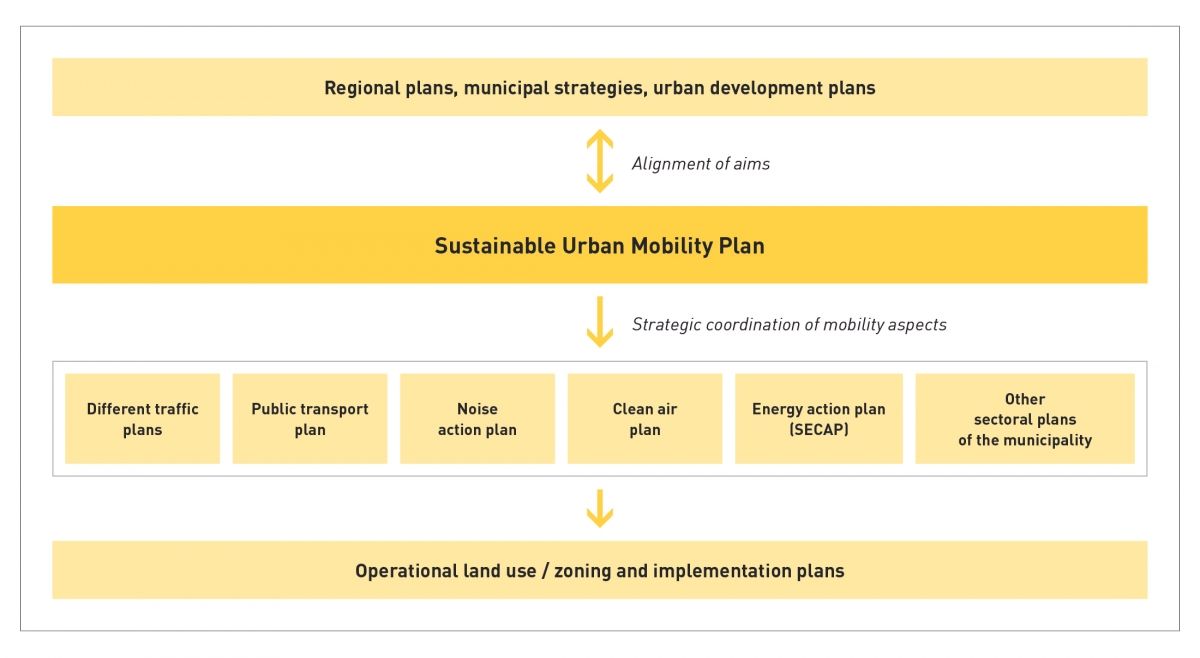 Regional plans, municipal strategies, urban development plans
Alignment of aims
Sustainable Urban Mobility Plan
Strategic coordination of mobility aspects
Different traffic
plans
Public transport
plan
Noise
action plan
Clean air
plan
Energy action plan
(SECAP)
Other
sectoral plans
of the municipality
Operational land use / zoning and implementation plans